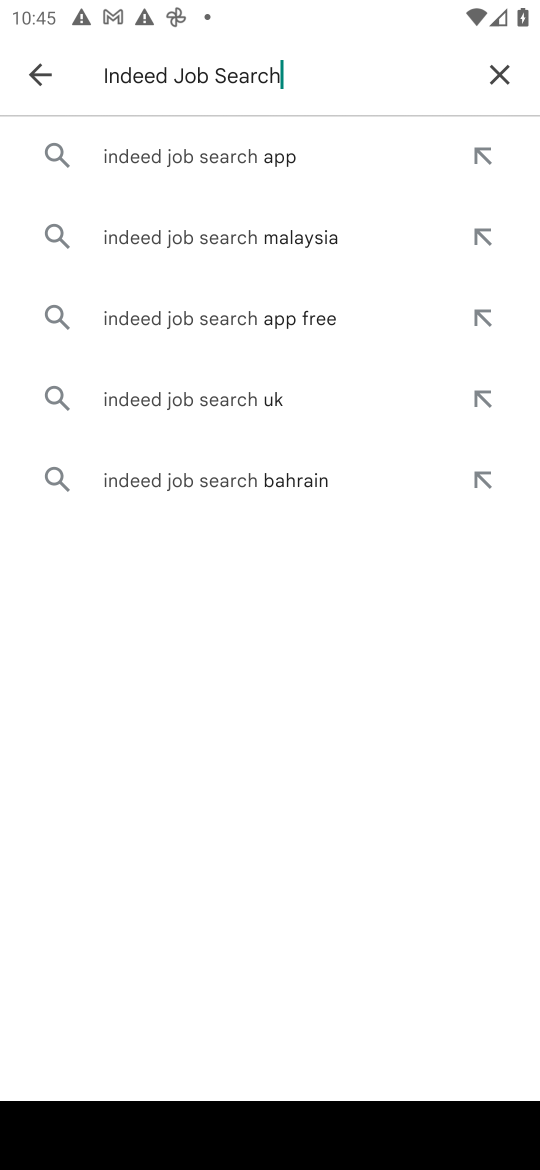 10:45
Indeed Job Search
indeed job search app
indeed job search malaysia
indeed job search app free
indeed job search uk
indeed job search bahrain